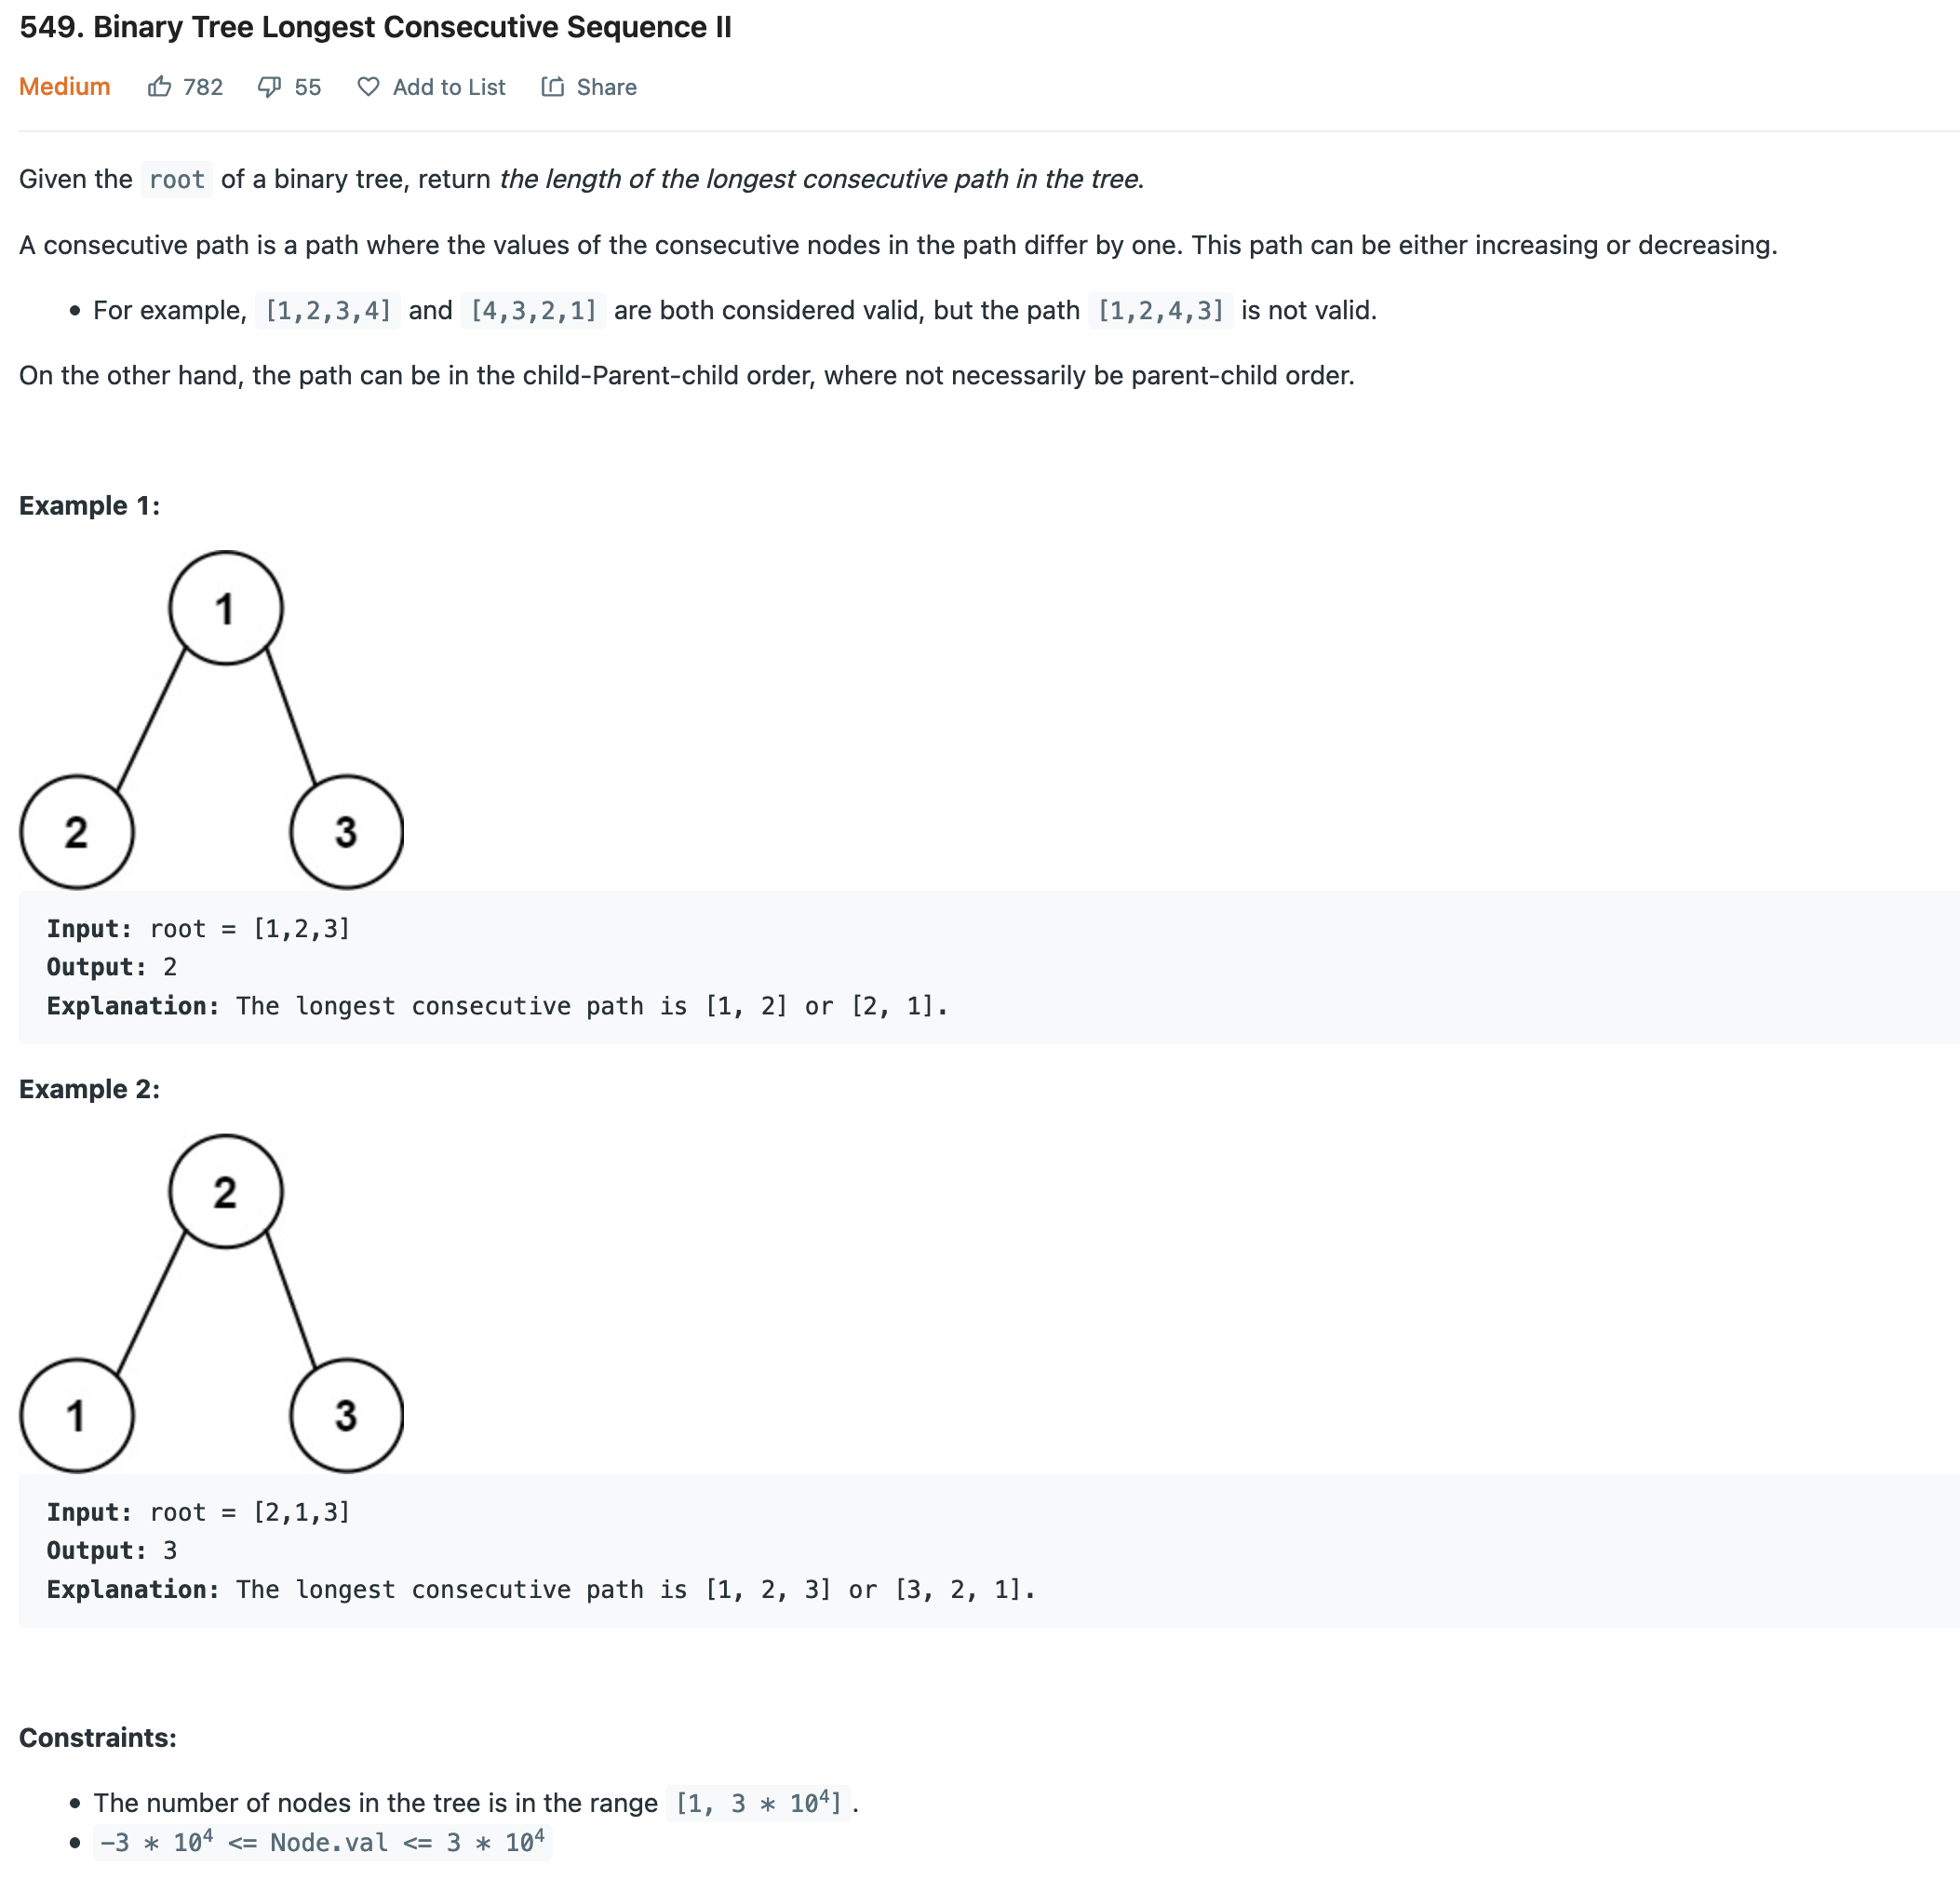 549. Binary Tree Longest Consecutive Sequence II
Medium 782 55 Add to List Share
Given the root of a binary tree, return the length of the longest consecutive path in the tree.
A consecutive path is a path where the values of the consecutive nodes in the path differ by one. This path can be either increasing or decreasing.
• For example, [1,2,3,4] and [4,3,2,1] are both considered valid, but the path [1,2,4,3] is not valid.
On the other hand, the path can be in the child-Parent-child order, where not necessarily be parent-child order.
Example 1:
1
2 3
Input: root = [1,2,3]
Output: 2
Explanation: The longest consecutive path is [1, 2] or [2, 1].
Example 2:
2
1 3
Input: root = [2,1,3]
Output: 3
Explanation: The longest consecutive path is [1, 2, 3] or [3, 2, 1].
Constraints:
• The number of nodes in the tree is in the range [1, 3 * 10⁴].
• -3 * 10⁴ <= Node.val <= 3 * 10⁴